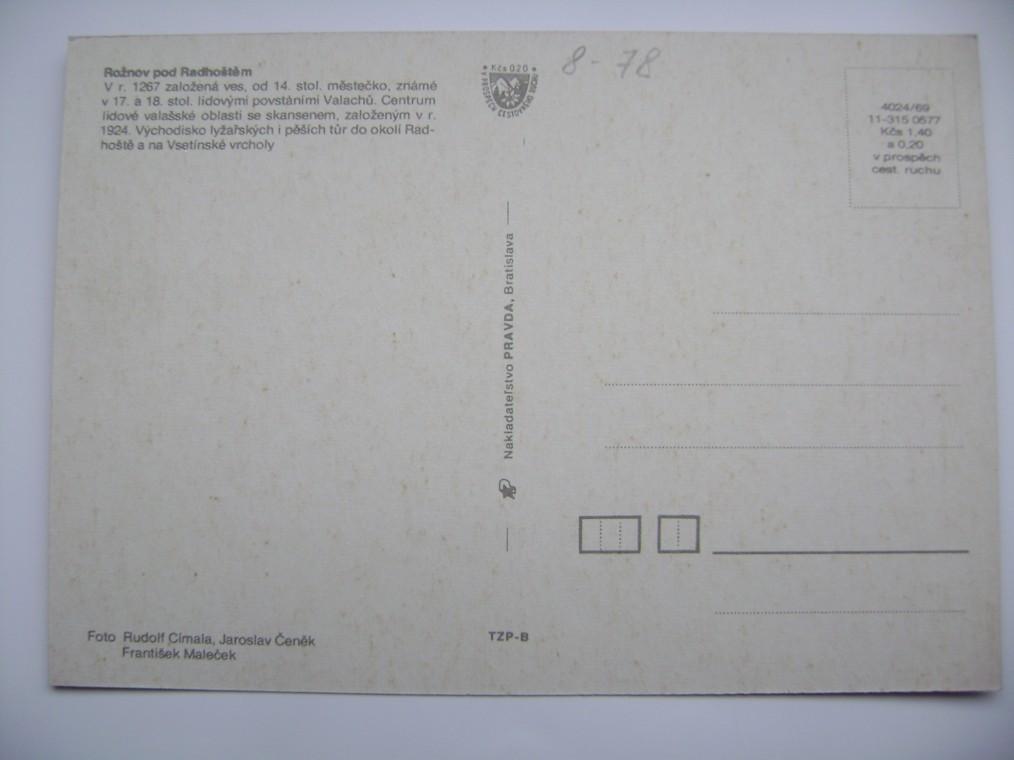 Rožnov pod Radhoštěm
V r. 1267 založená ves, od 14. stol. městečko, známé
v 17. a 18. stol. lidovými povstáními Valachů. Centrum
lidové valašské oblasti se skansenem, založeným v r.
1924. Východisko lyžařských i pěších túr do okolí Rad-
hoště a na Vsetínské vrcholy
Kčs 0,20
V PROSPĚCH CESTOVNÉHO RUCHU
8-78
4024/69
11-315 0577
Kčs 1,40
a 0,20
v prospěch
cest. ruchu
Nakladateľstvo PRAVDA, Bratislava
Foto Rudolf Cimala, Jaroslav Čeněk
František Maleček
TZP-B